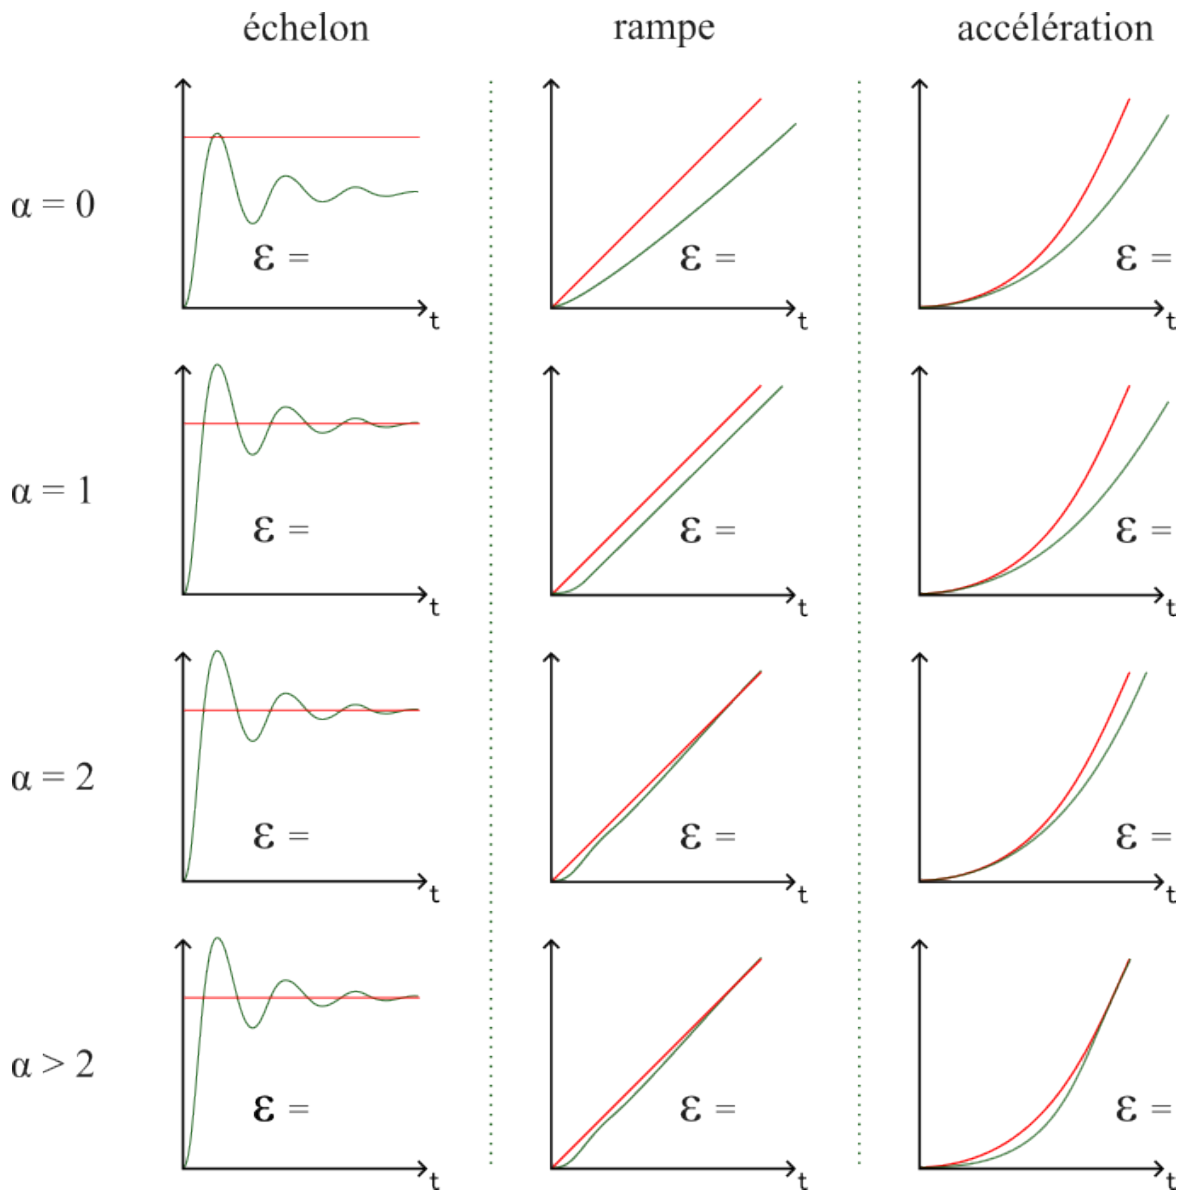 échelon rampe accélération
α = 0
ε = ε = ε =
t t t
α = 1
ε = ε = ε =
t t t
α = 2
ε = ε = ε =
t t t
α > 2
ε = ε = ε =
t t t